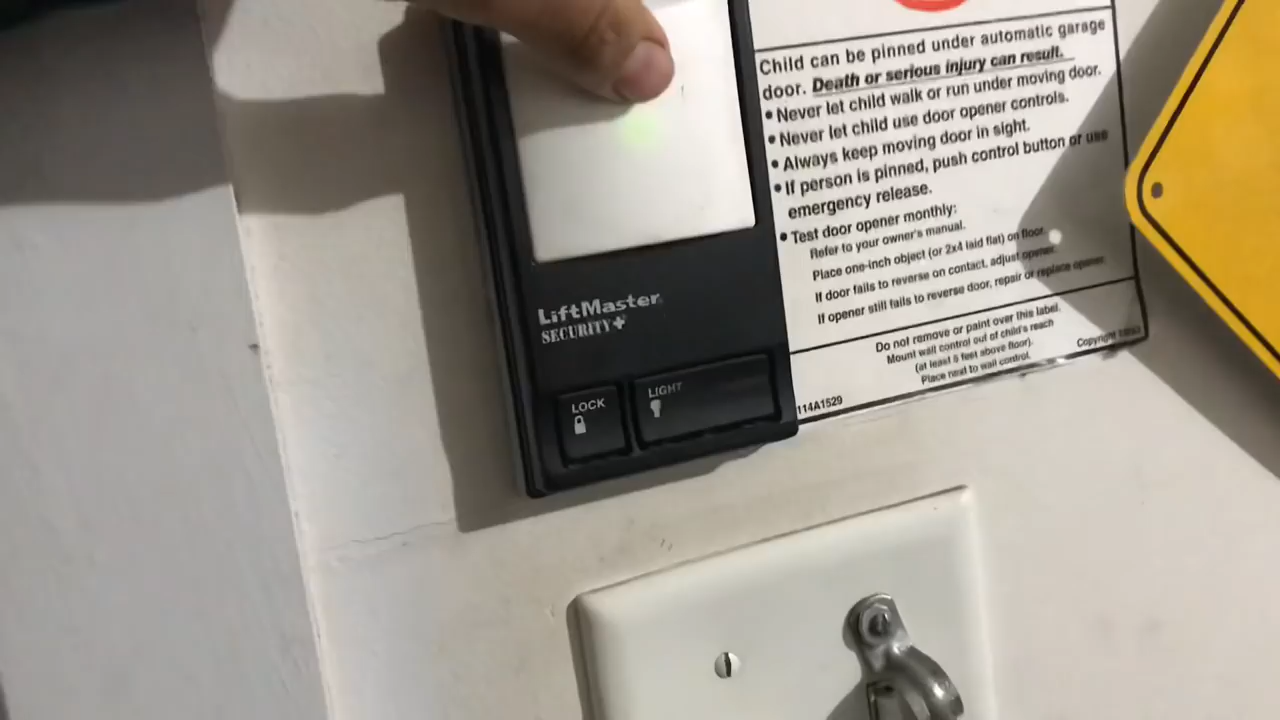 Child can be pinned under automatic garage
door. Death or serious injury can result.
• Never let child walk or run under moving door.
• Never let child use door opener controls.
• Always keep moving door in sight.
• If person is pinned, push control button or use
emergency release.
• Test door opener monthly:
Refer to your owner's manual.
Place one-inch object (or 2x4 laid flat) on floor.
If door fails to reverse on contact, adjust opener.
If opener still fails to reverse door, repair or replace opener.
Do not remove or paint over this label.
Mount wall control out of child's reach
(at least 5 feet above floor).
Place next to wall control.
Copyright
114A1529
LiftMaster
SECURITY+
LOCK
LIGHT